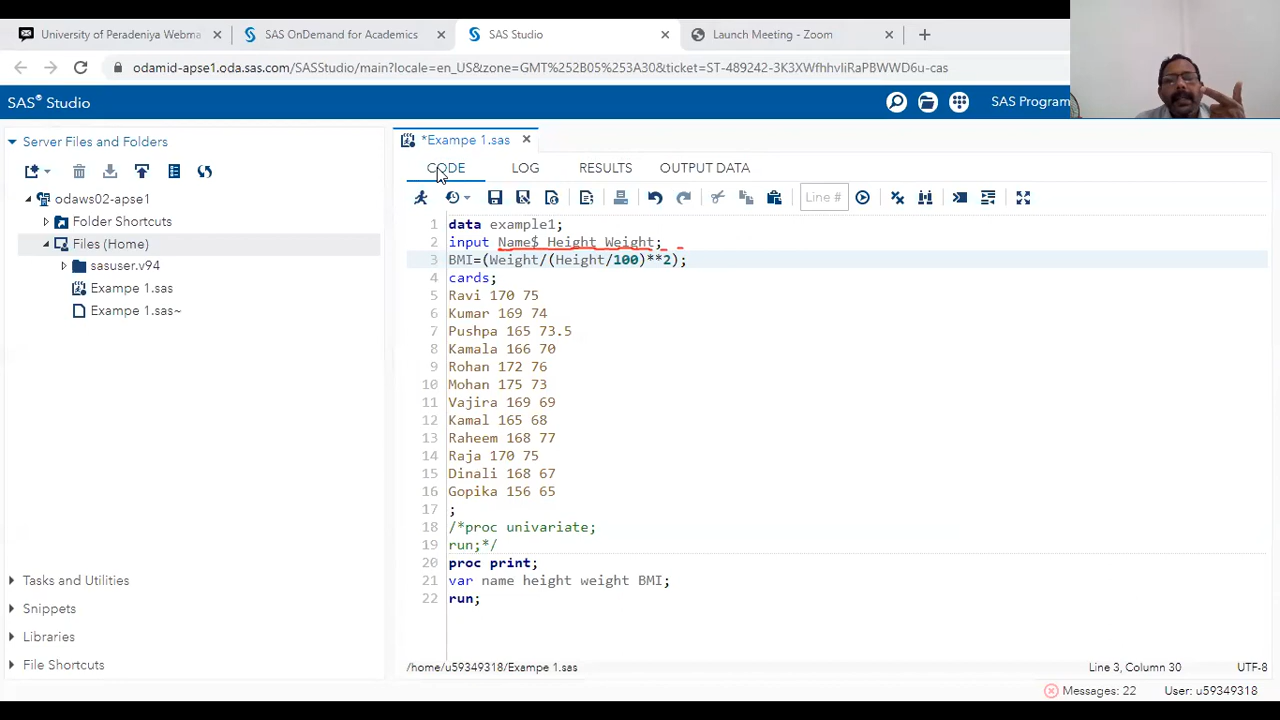 University of Peradeniya Webma
SAS OnDemand for Academics
SAS Studio
Launch Meeting - Zoom
odamid-apse1.oda.sas.com/SASStudio/main?locale=en_US&zone=GMT%252B05%253A30&ticket=ST-489242-3K3XWfhhvIiRaPBWWD6u-cas
SAS® Studio
SAS Program
Server Files and Folders
odaws02-apse1
Folder Shortcuts
Files (Home)
sasuser.v94
Exampe 1.sas
Exampe 1.sas~
Tasks and Utilities
Snippets
Libraries
File Shortcuts
*Exampe 1.sas
CODE LOG RESULTS OUTPUT DATA
Line #
1 data example1;
2 input Name$ Height Weight;
3 BMI=(Weight/(Height/100)**2);
4 cards;
5 Ravi 170 75
6 Kumar 169 74
7 Pushpa 165 73.5
8 Kamala 166 70
9 Rohan 172 76
10 Mohan 175 73
11 Vajira 169 69
12 Kamal 165 68
13 Raheem 168 77
14 Raja 170 75
15 Dinali 168 67
16 Gopika 156 65
17 ;
18 /*proc univariate;
19 run;*/
20 proc print;
21 var name height weight BMI;
22 run;
/home/u59349318/Exampe 1.sas
Line 3, Column 30
UTF-8
Messages: 22
User: u59349318